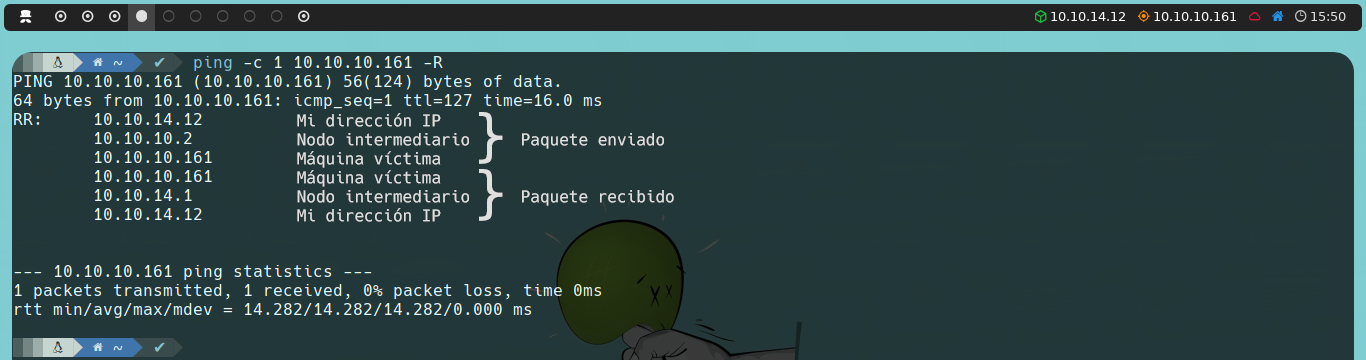 10.10.14.12 10.10.10.161 15:50
~ ✔ ping -c 1 10.10.10.161 -R
PING 10.10.10.161 (10.10.10.161) 56(124) bytes of data.
64 bytes from 10.10.10.161: icmp_seq=1 ttl=127 time=16.0 ms
RR: 10.10.14.12 Mi dirección IP
10.10.10.2 Nodo intermediario } Paquete enviado
10.10.10.161 Máquina víctima
10.10.10.161 Máquina víctima
10.10.14.1 Nodo intermediario } Paquete recibido
10.10.14.12 Mi dirección IP
--- 10.10.10.161 ping statistics ---
1 packets transmitted, 1 received, 0% packet loss, time 0ms
rtt min/avg/max/mdev = 14.282/14.282/14.282/0.000 ms
~ ✔